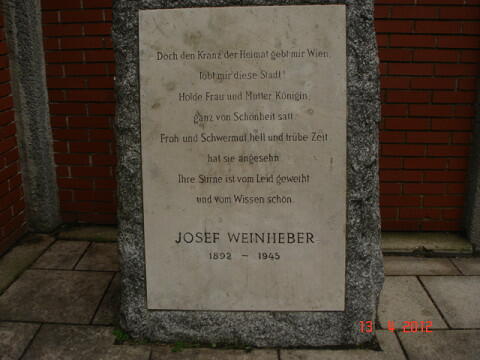 Doch den Kranz der Heimat gebt mir Wien,
lobt mir diese Stadt!
Holde Frau und Mutter Königin,
ganz von Schönheit satt.
Froh und Schwermut, hell und trübe Zeit
hat sie angesehn.
Ihre Stirne ist vom Leid geweiht
und vom Wissen schön.
JOSEF WEINHEBER
1892 – 1945
13 4 2012